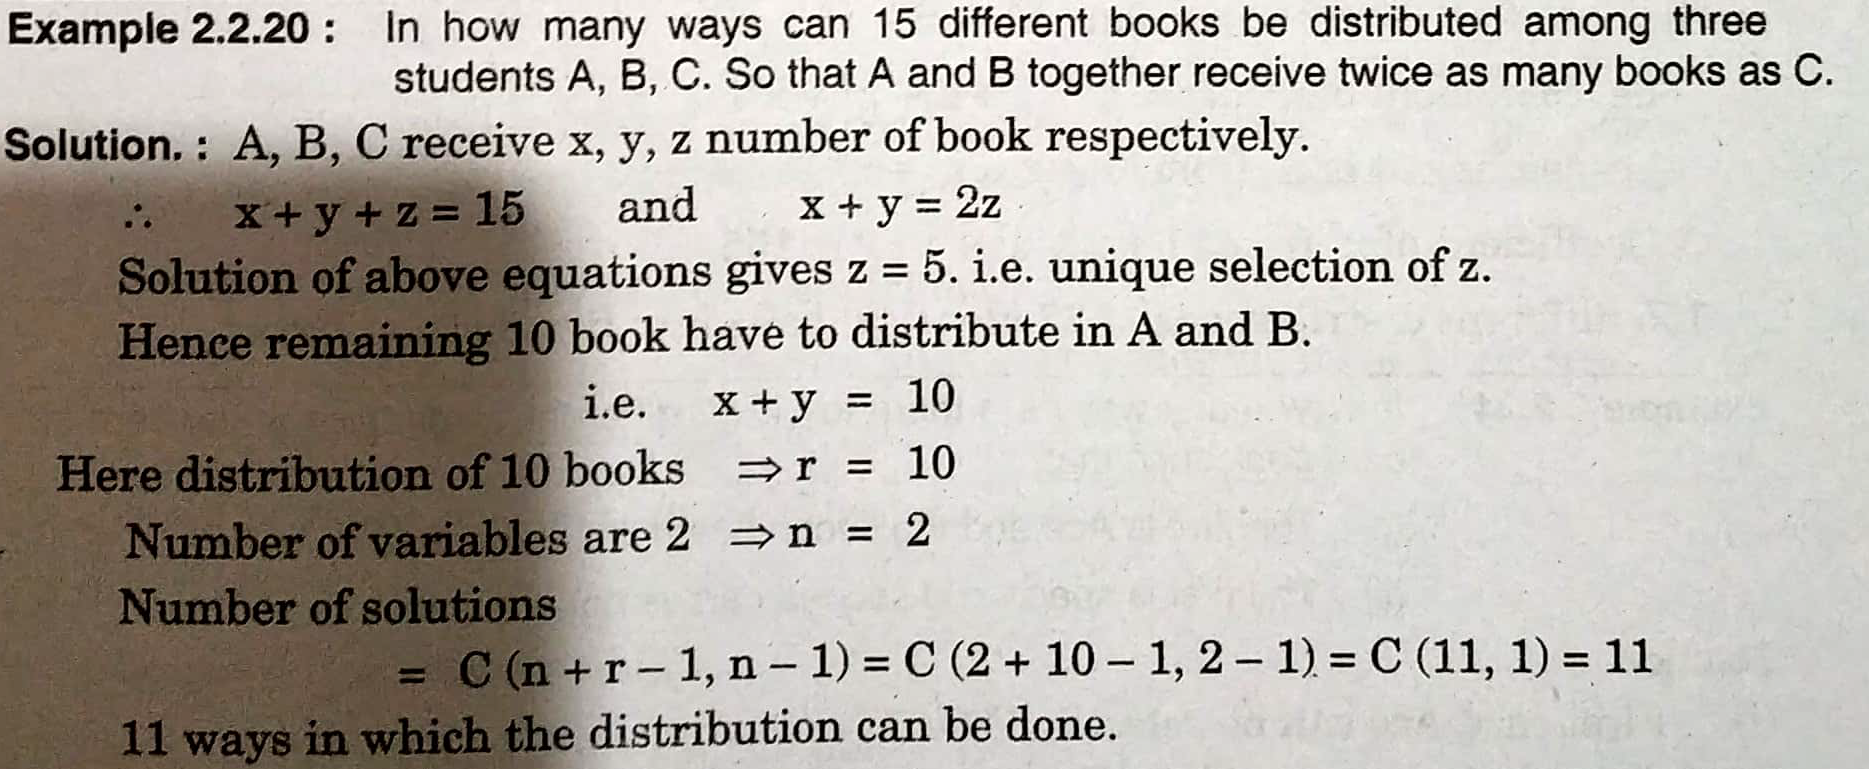 Example 2.2.20 : In how many ways can 15 different books be distributed among three
students A, B, C. So that A and B together receive twice as many books as C.
Solution. : A, B, C receive x, y, z number of book respectively.
∴ x + y + z = 15 and x + y = 2z
Solution of above equations gives z = 5. i.e. unique selection of z.
Hence remaining 10 book have to distribute in A and B.
i.e. x + y = 10
Here distribution of 10 books ⇒ r = 10
Number of variables are 2 ⇒ n = 2
Number of solutions
= C (n + r – 1, n – 1) = C (2 + 10 – 1, 2 – 1) = C (11, 1) = 11
11 ways in which the distribution can be done.